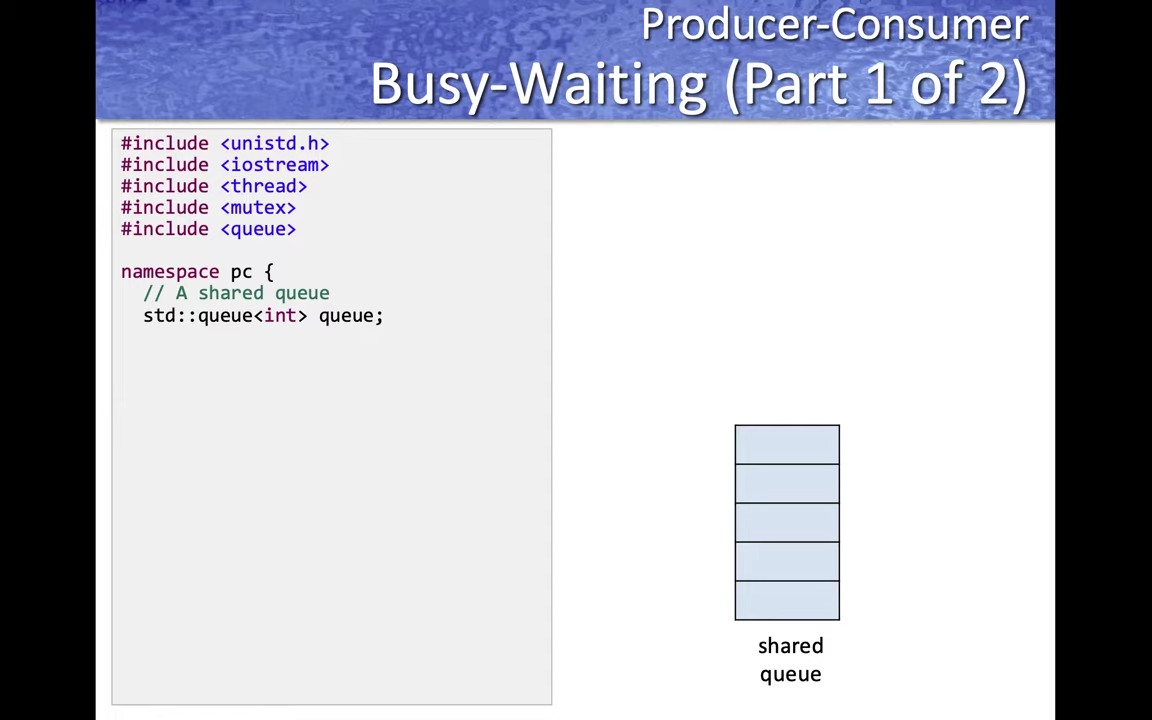 Producer-Consumer
Busy-Waiting (Part 1 of 2)
#include <unistd.h>
#include <iostream>
#include <thread>
#include <mutex>
#include <queue>
namespace pc {
// A shared queue
std::queue<int> queue;
shared
queue